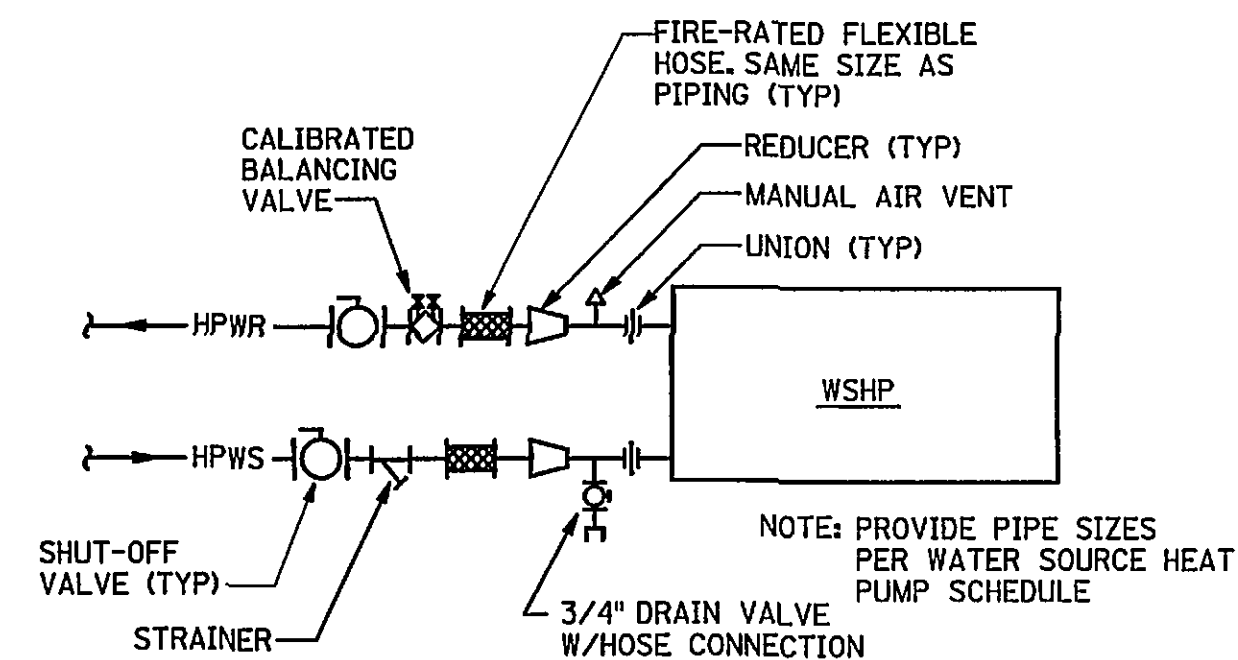 FIRE-RATED FLEXIBLE
HOSE. SAME SIZE AS
PIPING (TYP)
CALIBRATED
BALANCING
VALVE
REDUCER (TYP)
MANUAL AIR VENT
UNION (TYP)
HPWR
WSHP
HPWS
SHUT-OFF
VALVE (TYP)
STRAINER
3/4" DRAIN VALVE
W/HOSE CONNECTION
NOTE: PROVIDE PIPE SIZES
PER WATER SOURCE HEAT
PUMP SCHEDULE